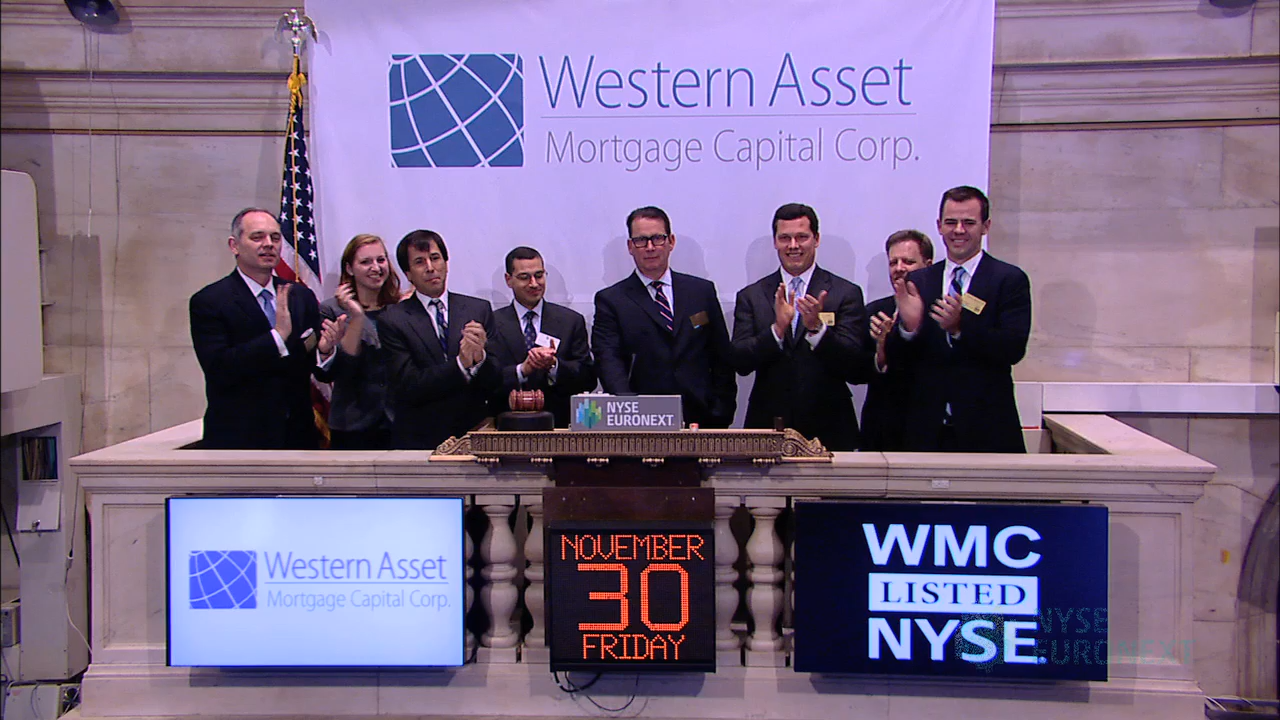 Western Asset
Mortgage Capital Corp.
NYSE
EURONEXT
Western Asset
Mortgage Capital Corp.
NOVEMBER
30
FRIDAY
WMC
LISTED
NYSE
NYSE
EURONEXT